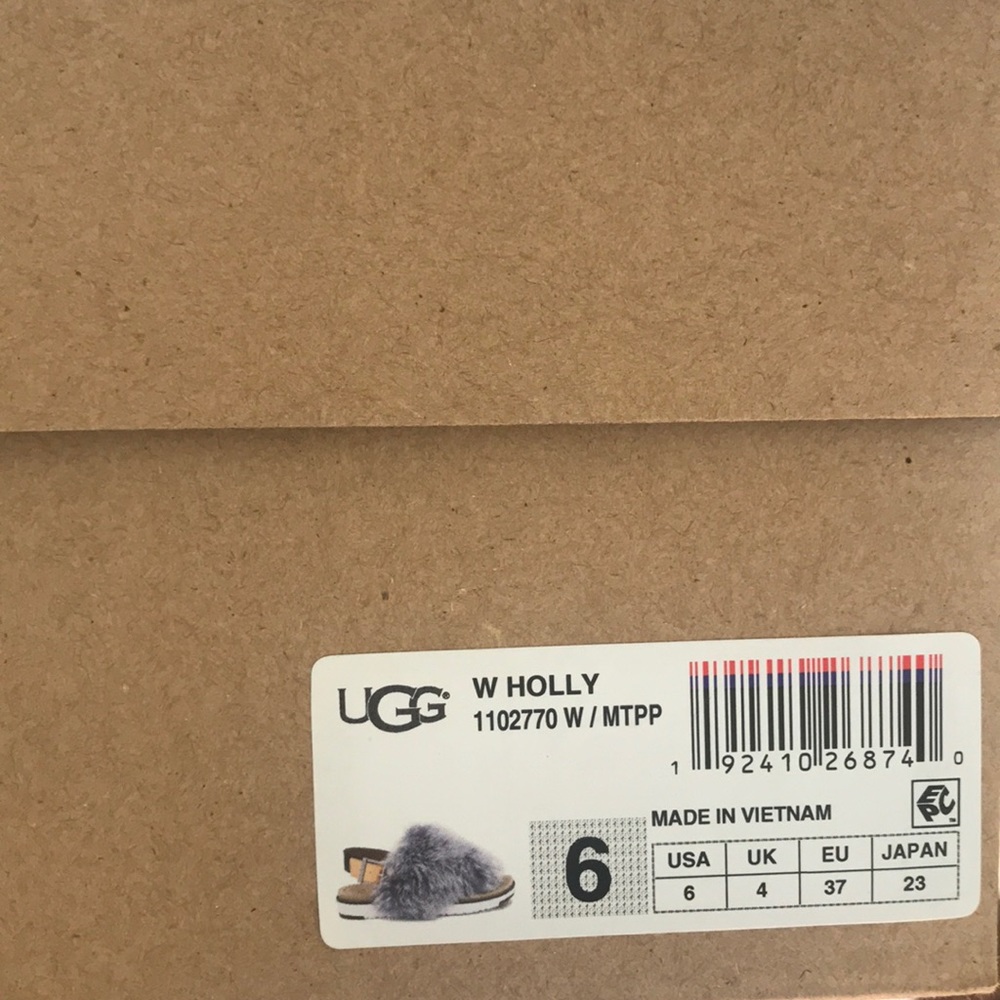 UGG®
W HOLLY
1102770 W / MTPP
1 92410 26874 0
EPC™
MADE IN VIETNAM
6
USA UK EU JAPAN
6 4 37 23